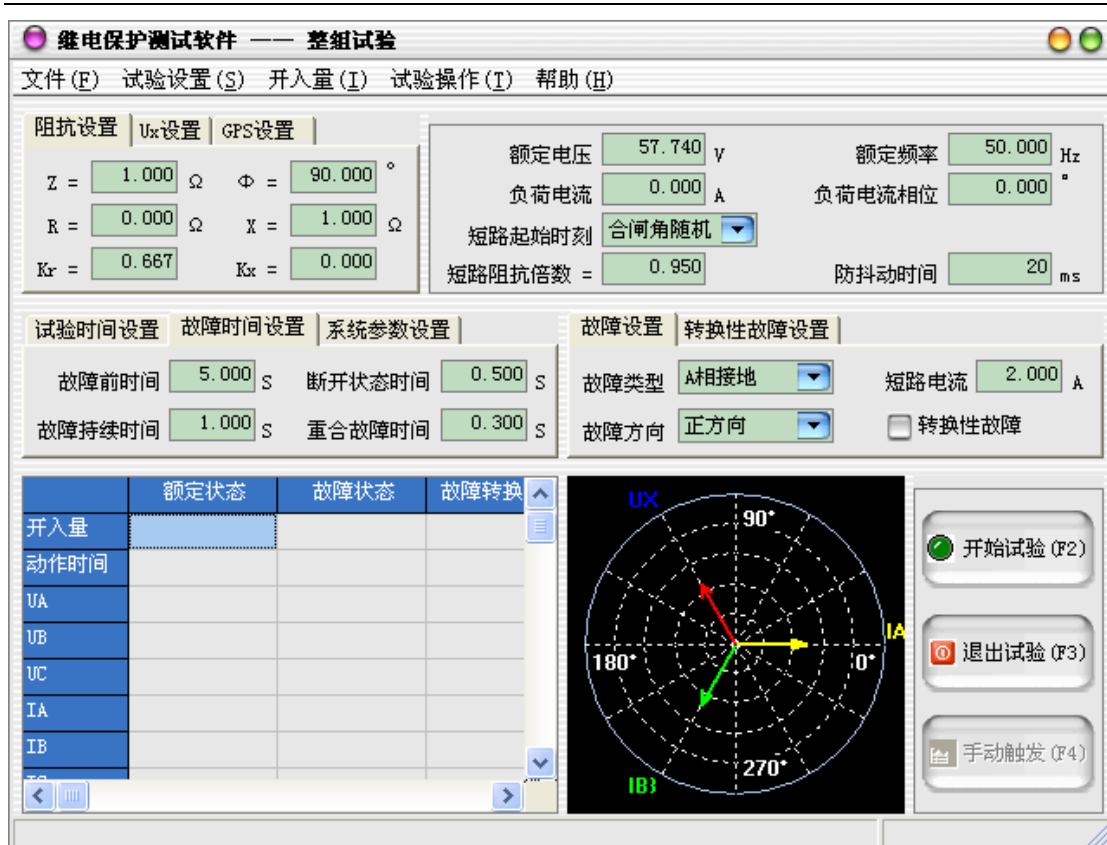 继电保护测试软件 —— 整组试验
文件(F) 试验设置(S) 开入量(I) 试验操作(T) 帮助(H)
阻抗设置 Ux设置 GPS设置
Z = 1.000 Ω Φ = 90.000 °
R = 0.000 Ω X = 1.000 Ω
Kr = 0.667 Kx = 0.000
额定电压 57.740 V 额定频率 50.000 Hz
负荷电流 0.000 A 负荷电流相位 0.000 °
短路起始时刻 合闸角随机
短路阻抗倍数 = 0.950 防抖动时间 20 ms
试验时间设置 故障时间设置 系统参数设置
故障前时间 5.000 S 断开状态时间 0.500 S
故障持续时间 1.000 S 重合故障时间 0.300 S
故障设置 转换性故障设置
故障类型 A相接地 短路电流 2.000 A
故障方向 正方向 转换性故障
额定状态 故障状态 故障转换
开入量
动作时间
UA
UB
UC
IA
IB
UX
90°
180°
0°
IA
270°
开始试验(F2)
退出试验(F3)
手动触发(F4)